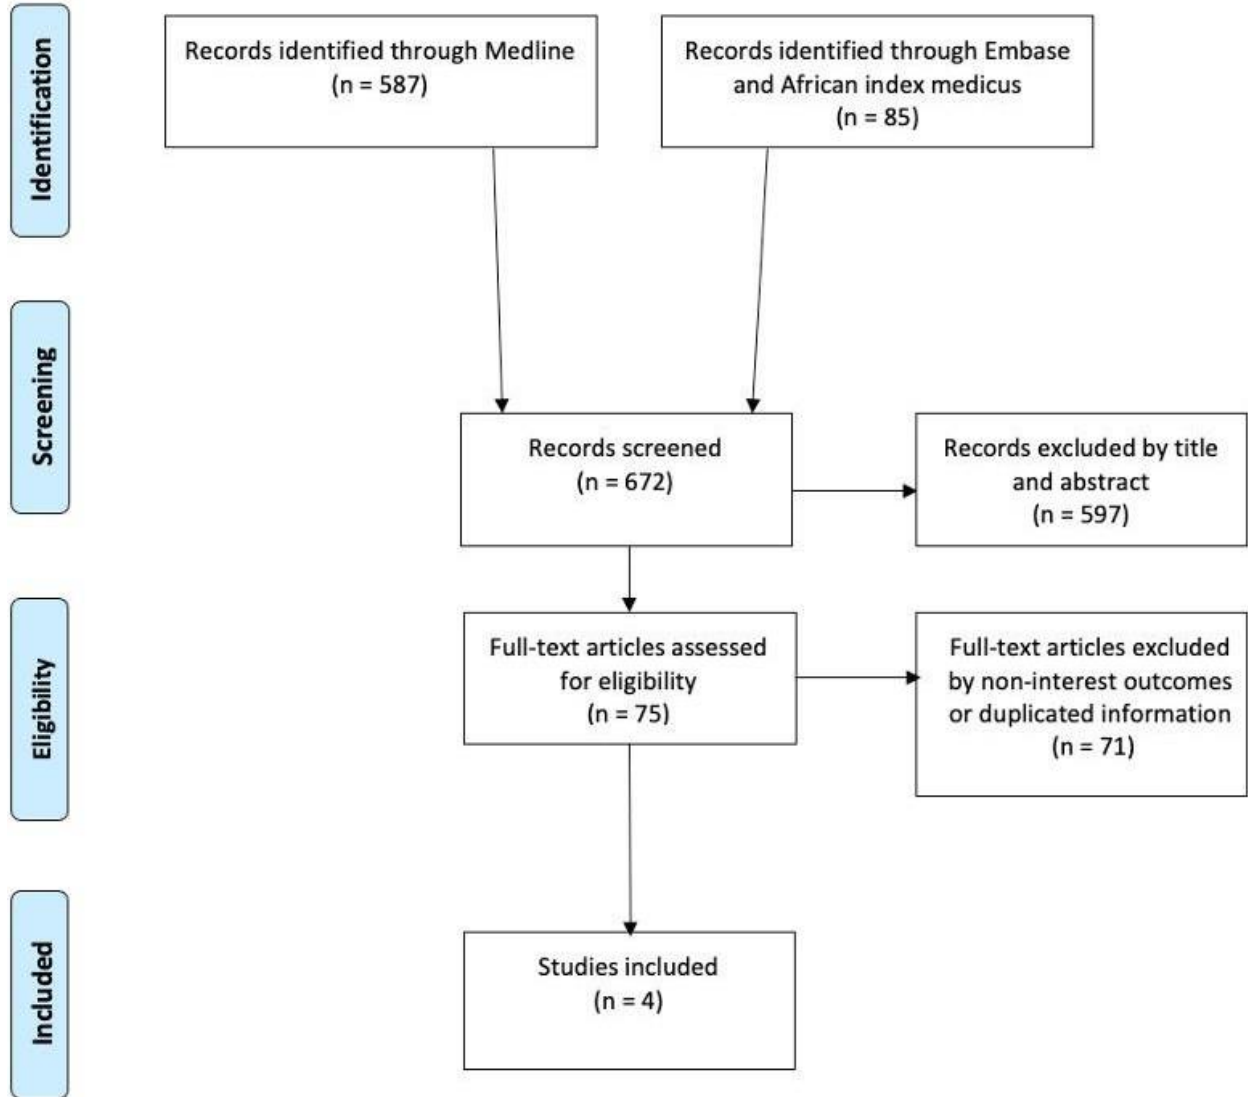 Identification
Records identified through Medline
(n = 587)
Records identified through Embase
and African index medicus
(n = 85)
Screening
Records screened
(n = 672)
Records excluded by title
and abstract
(n = 597)
Eligibility
Full-text articles assessed
for eligibility
(n = 75)
Full-text articles excluded
by non-interest outcomes
or duplicated information
(n = 71)
Included
Studies included
(n = 4)